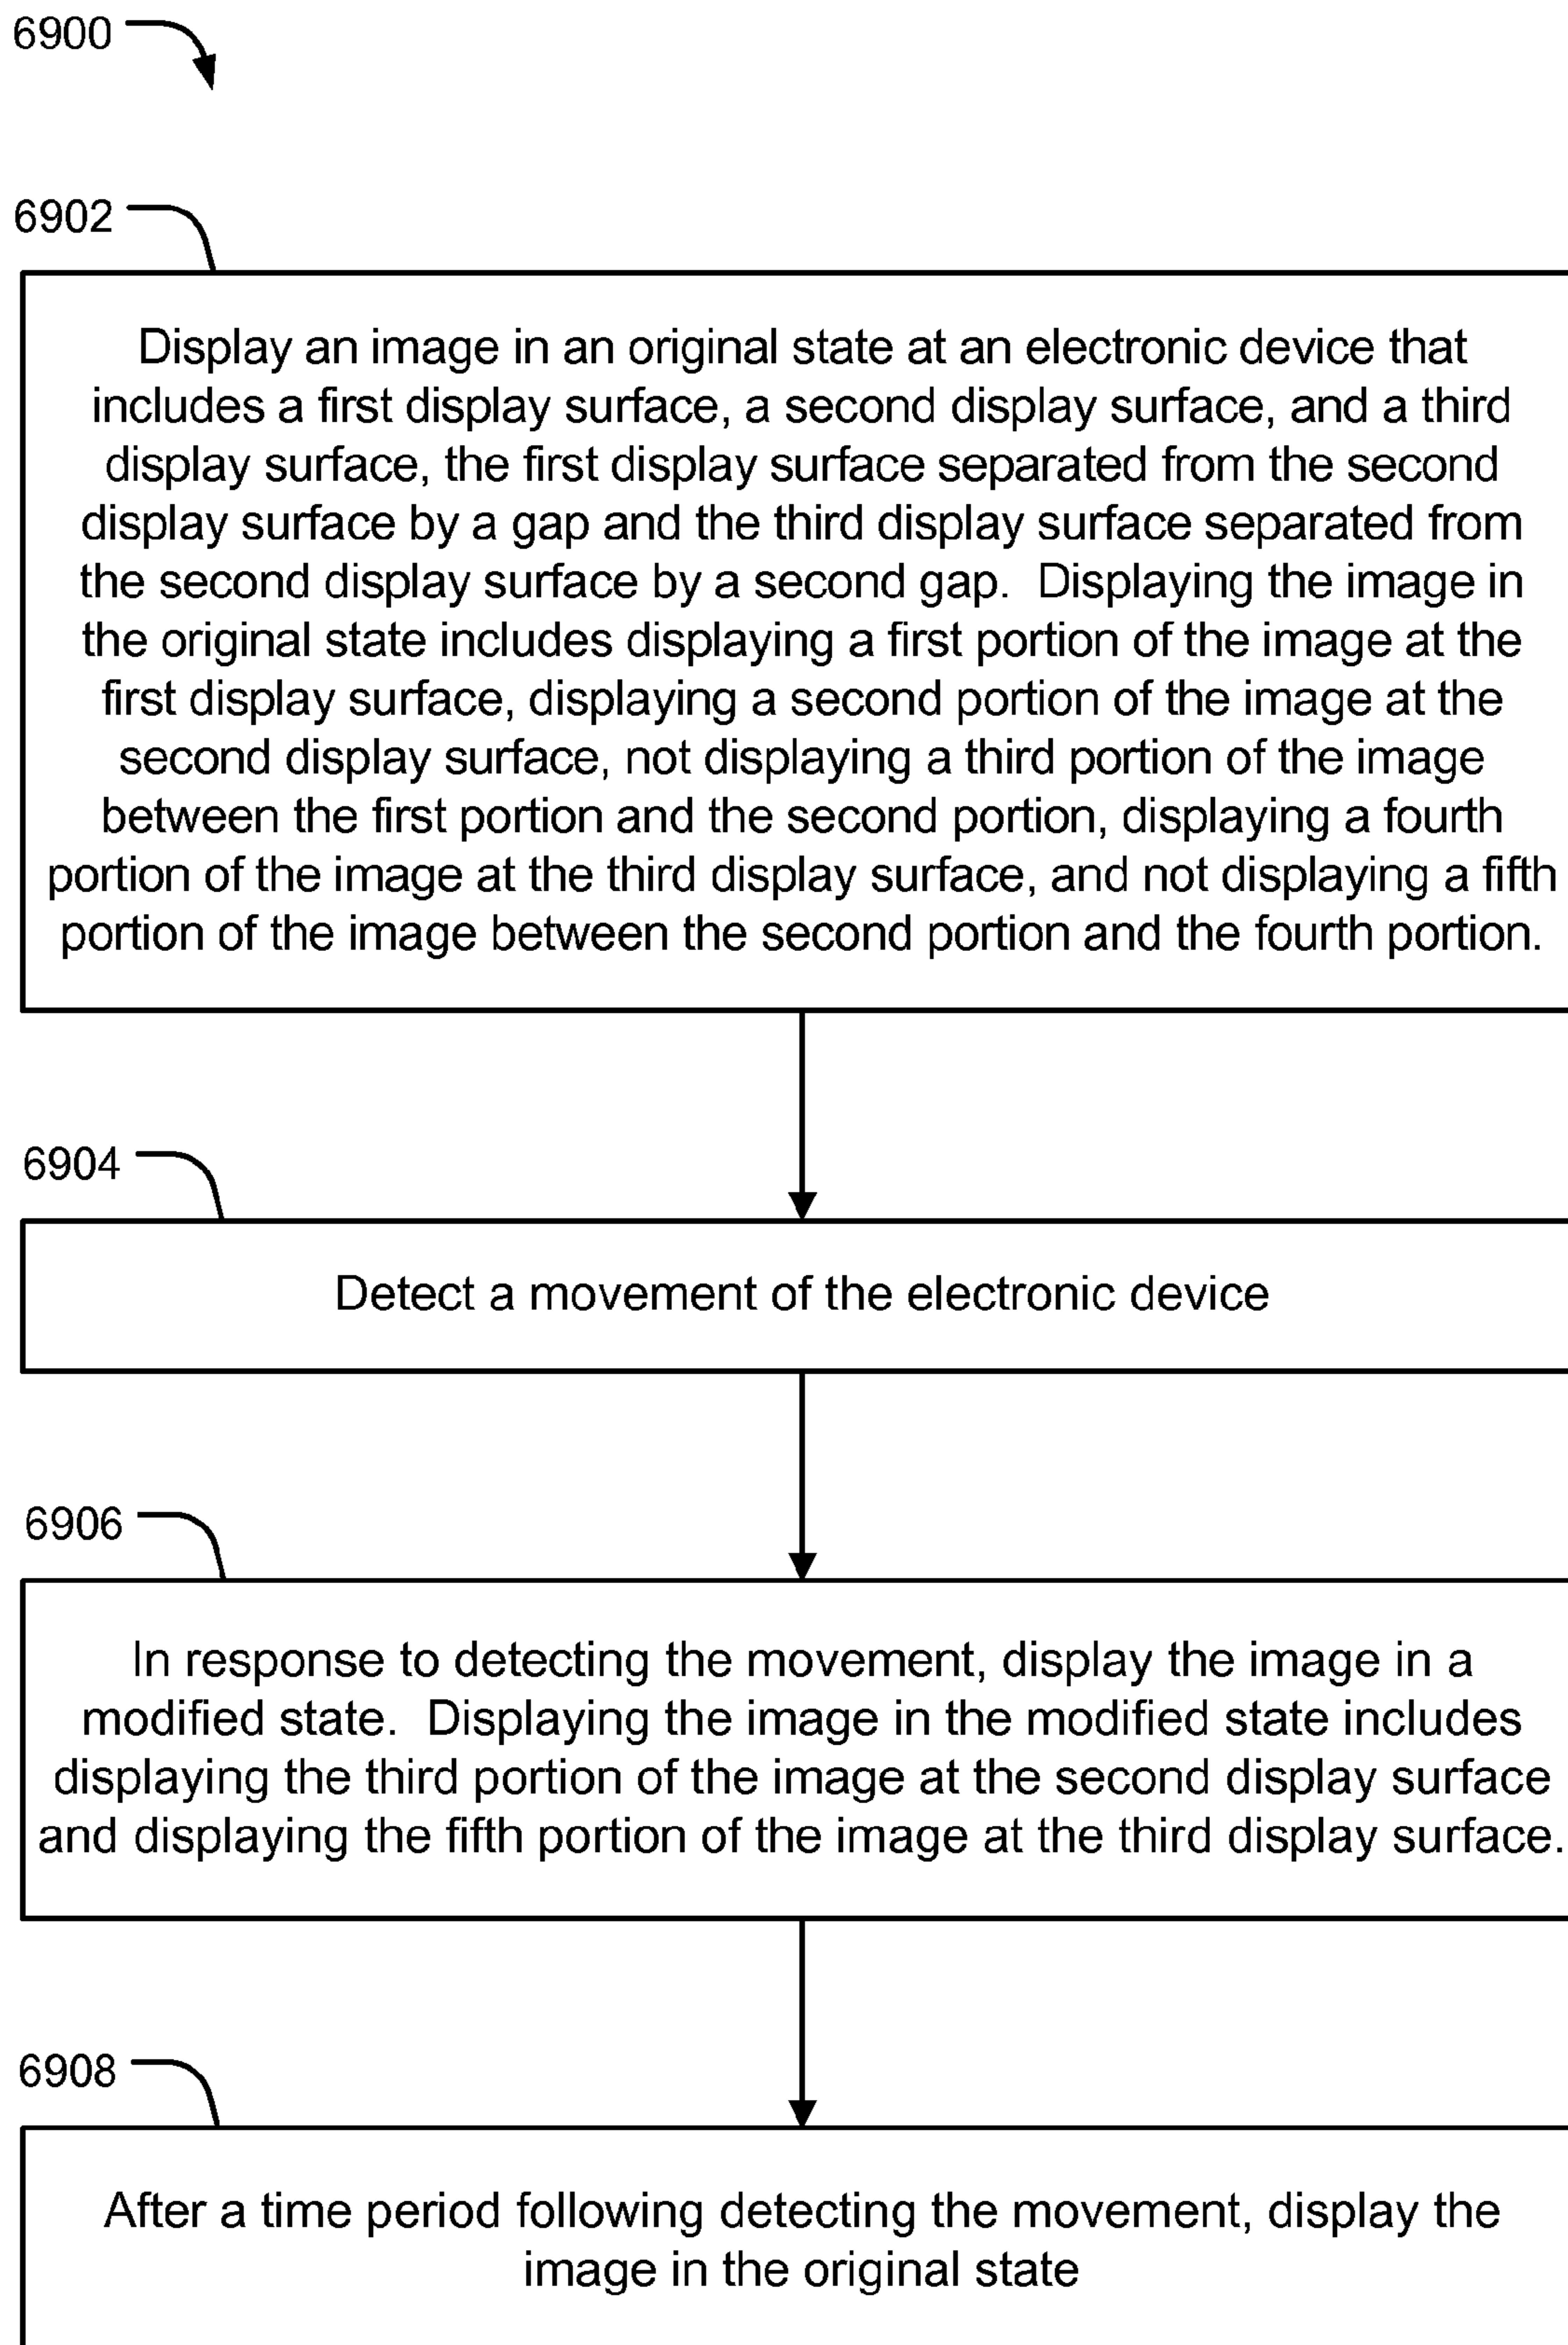 6900
6902
Display an image in an original state at an electronic device that
includes a first display surface, a second display surface, and a third
display surface, the first display surface separated from the second
display surface by a gap and the third display surface separated from
the second display surface by a second gap.  Displaying the image in
the original state includes displaying a first portion of the image at the
first display surface, displaying a second portion of the image at the
second display surface, not displaying a third portion of the image
between the first portion and the second portion, displaying a fourth
portion of the image at the third display surface, and not displaying a fifth
portion of the image between the second portion and the fourth portion.
6904
Detect a movement of the electronic device
6906
In response to detecting the movement, display the image in a
modified state.  Displaying the image in the modified state includes
displaying the third portion of the image at the second display surface
and displaying the fifth portion of the image at the third display surface.
6908
After a time period following detecting the movement, display the
image in the original state